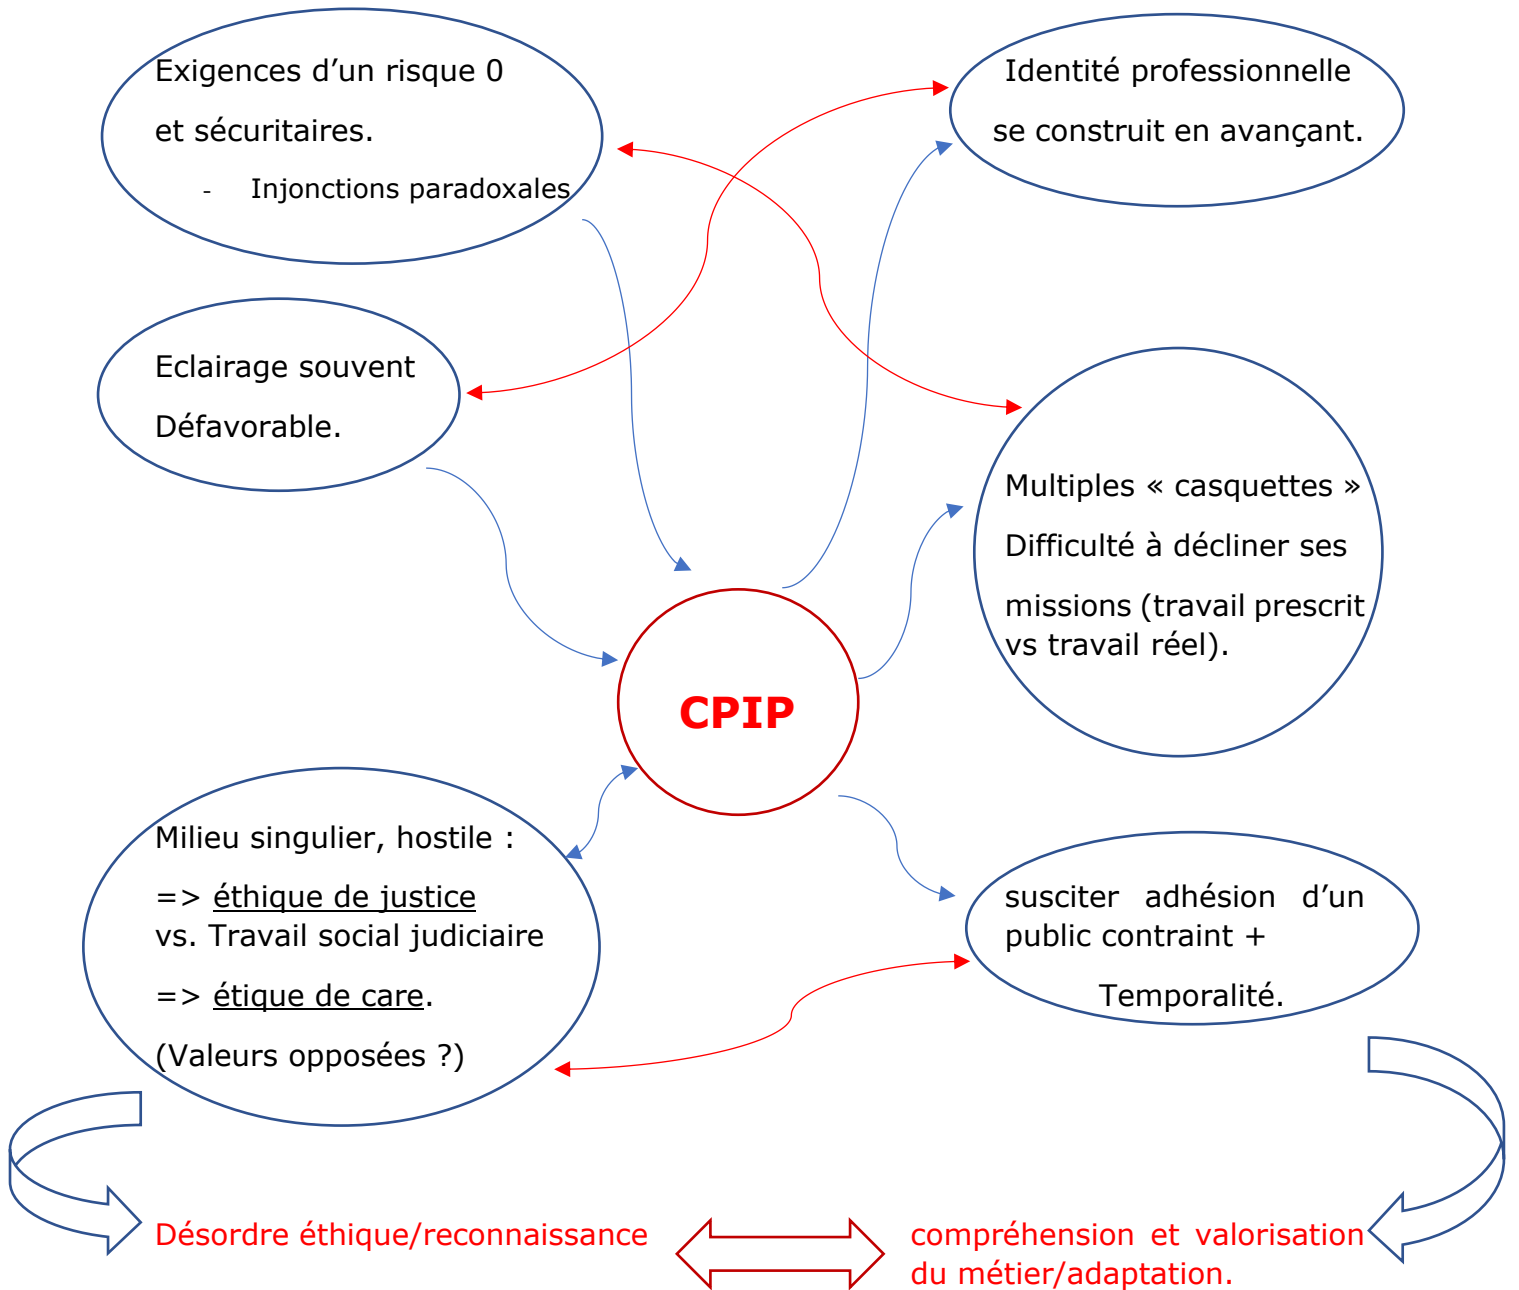 Exigences d’un risque 0
et sécuritaires.
- Injonctions paradoxales
Identité professionnelle
se construit en avançant.
Eclairage souvent
Défavorable.
Multiples « casquettes »
Difficulté à décliner ses
missions (travail prescrit
vs travail réel).
CPIP
Milieu singulier, hostile :
=> éthique de justice
vs. Travail social judiciaire
=> étique de care.
(Valeurs opposées ?)
susciter adhésion d’un
public contraint +
Temporalité.
Désordre éthique/reconnaissance
compréhension et valorisation
du métier/adaptation.